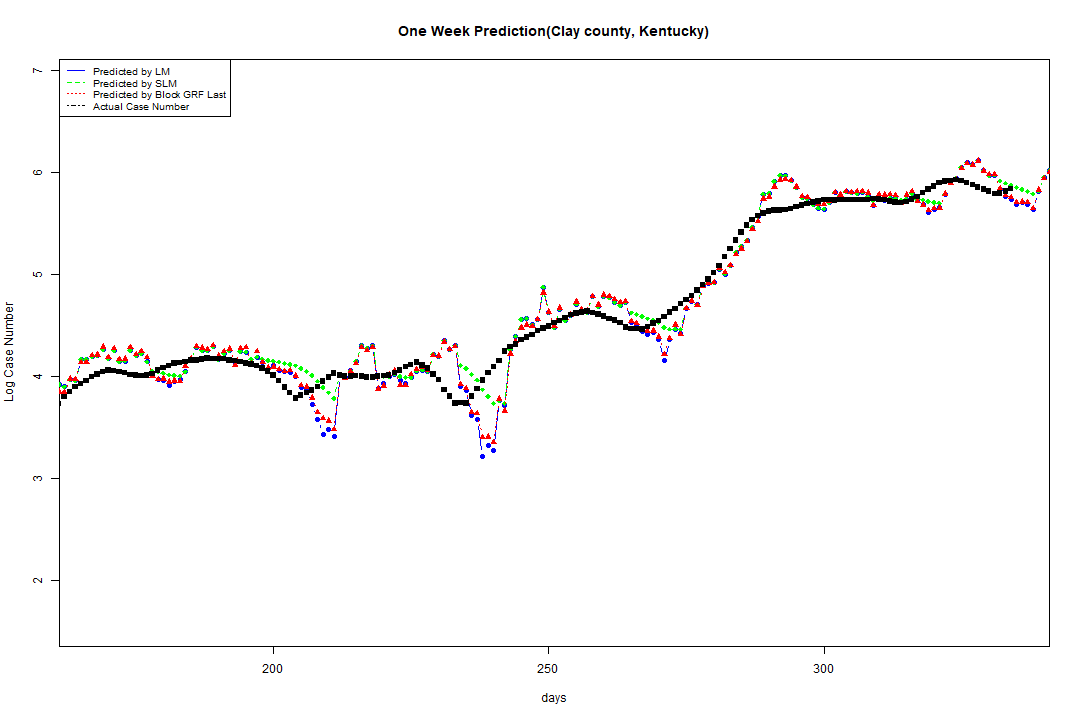 One Week Prediction(Clay county, Kentucky)
Predicted by LM
Predicted by SLM
Predicted by Block GRF Last
Actual Case Number
7
6
5
4
3
2
Log Case Number
200
250
300
days